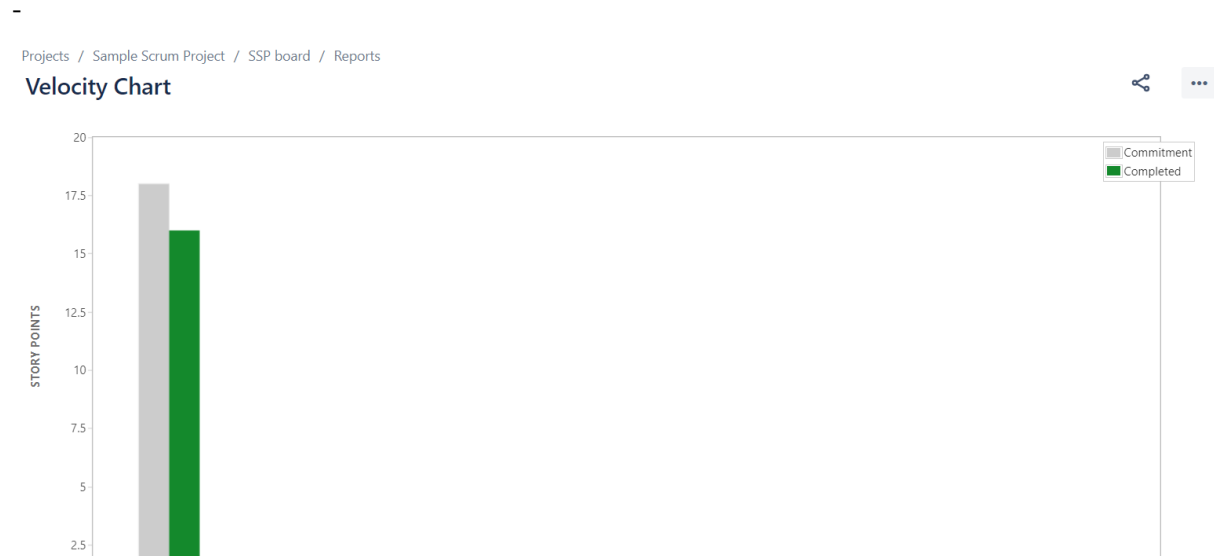 -
Projects / Sample Scrum Project / SSP board / Reports
Velocity Chart
20
Commitment
Completed
17.5
15
12.5
STORY POINTS
10
7.5
5
2.5